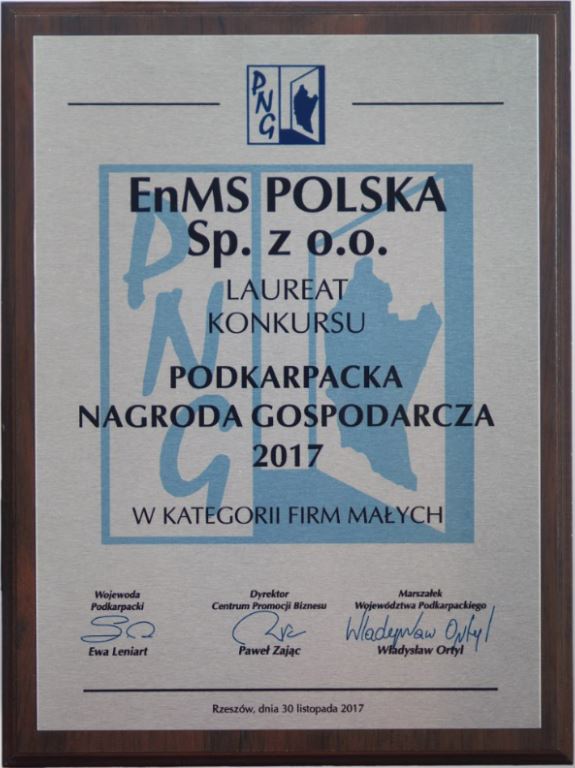 PNG
EnMS POLSKA
Sp. z o.o.
LAUREAT
KONKURSU
PODKARPACKA
NAGRODA GOSPODARCZA
2017
W KATEGORII FIRM MAŁYCH
Wojewoda
Podkarpacki
Ewa Leniart
Dyrektor
Centrum Promocji Biznesu
Paweł Zając
Marszałek
Województwa Podkarpackiego
Władysław Ortyl
Władysław Ortyl
Rzeszów, dnia 30 listopada 2017